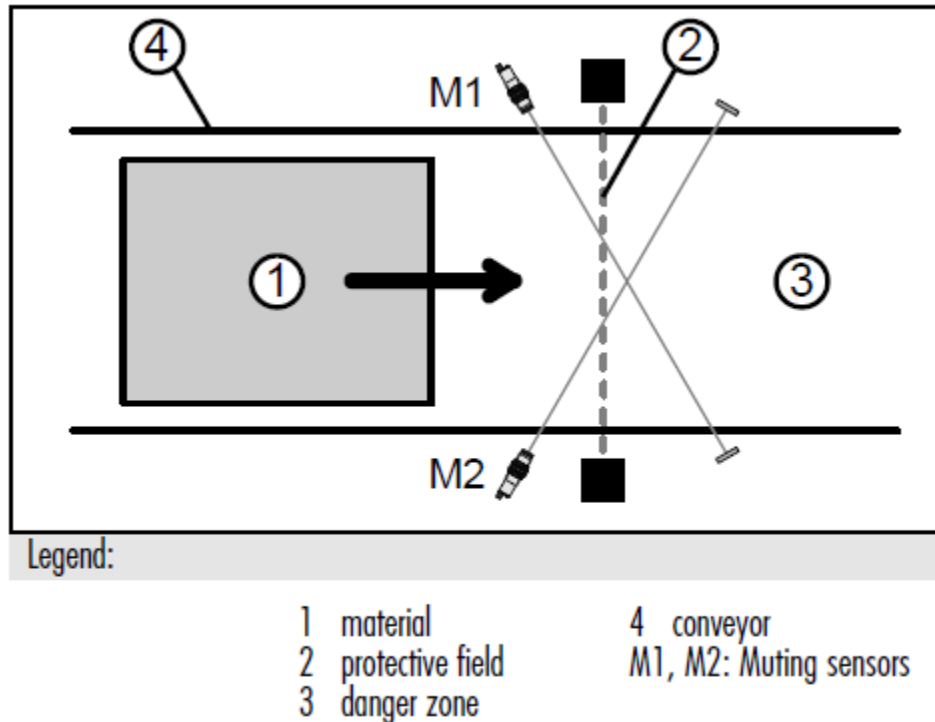 4
2
M1
1
3
M2
Legend:
1 material
2 protective field
3 danger zone
4 conveyor
M1, M2: Muting sensors